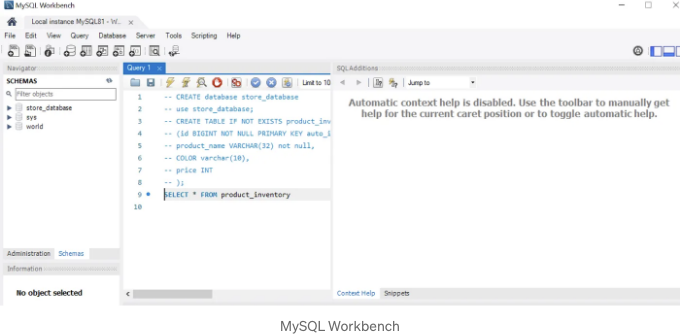 MySQL Workbench
Local instance MySQL81 - W... ×
File Edit View Query Database Server Tools Scripting Help
Navigator
SCHEMAS
Filter objects
store_database
sys
world
Administration Schemas
Information
No object selected
Query 1 ×
Limit to 10
1 -- CREATE database store_database
2 -- use store_database;
3 -- CREATE TABLE IF NOT EXISTS product_inv
4 -- (id BIGINT NOT NULL PRIMARY KEY auto_i
5 -- product_name VARCHAR(32) not null,
6 -- COLOR varchar(10),
7 -- price INT
8 -- );
9 SELECT * FROM product_inventory
10
SQLAdditions
Jump to
Automatic context help is disabled. Use the toolbar to manually get
help for the current caret position or to toggle automatic help.
Context Help Snippets
MySQL Workbench